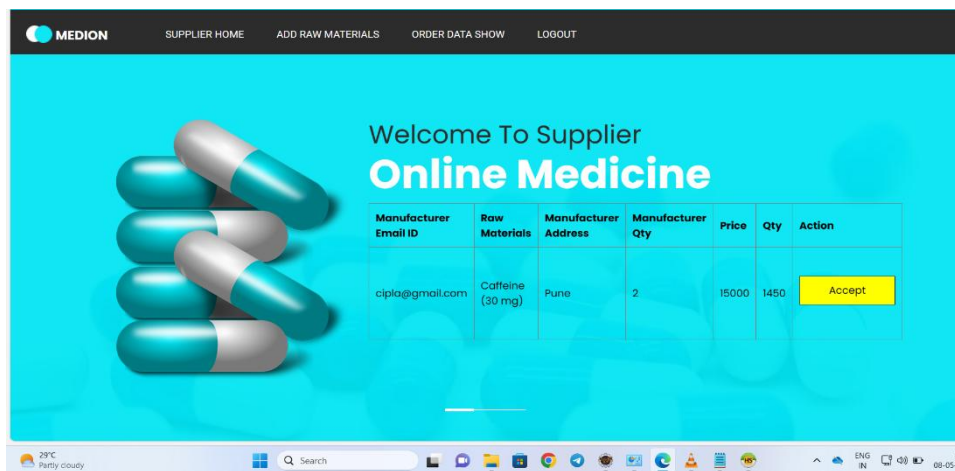 MEDION SUPPLIER HOME ADD RAW MATERIALS ORDER DATA SHOW LOGOUT
Welcome To Supplier
Online Medicine
Manufacturer Email ID Raw Materials Manufacturer Address Manufacturer Qty Price Qty Action
cipla@gmail.com Caffeine (30 mg) Pune 2 15000 1450 Accept
29°C
Partly cloudy
Search
ENG
IN
08-05